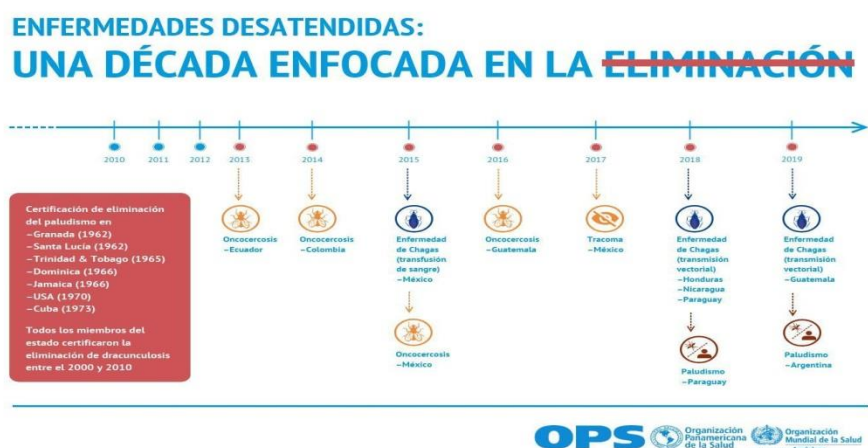 ENFERMEDADES DESATENDIDAS:
UNA DÉCADA ENFOCADA EN LA ELIMINACIÓN
2010
2011
2012
2013
2014
2015
2016
2017
2018
2019
Certificación de eliminación
del paludismo en
–Granada (1962)
–Santa Lucía (1962)
–Trinidad & Tobago (1965)
–Dominica (1966)
–Jamaica (1966)
–USA (1970)
–Cuba (1973)
Todos los miembros del
estado certificaron la
eliminación de dracunculosis
entre el 2000 y 2010
Oncocercosis
–Ecuador
Oncocercosis
–Colombia
Enfermedad
de Chagas
(transfusión
de sangre)
–México
Oncocercosis
–México
Oncocercosis
–Guatemala
Tracoma
–México
Enfermedad
de Chagas
(transmisión
vectorial)
–Honduras
–Nicaragua
–Paraguay
Paludismo
–Paraguay
Enfermedad
de Chagas
(transmisión
vectorial)
–Guatemala
Paludismo
–Argentina
OPS
Organización
Panamericana
de la Salud
Organización
Mundial de la Salud